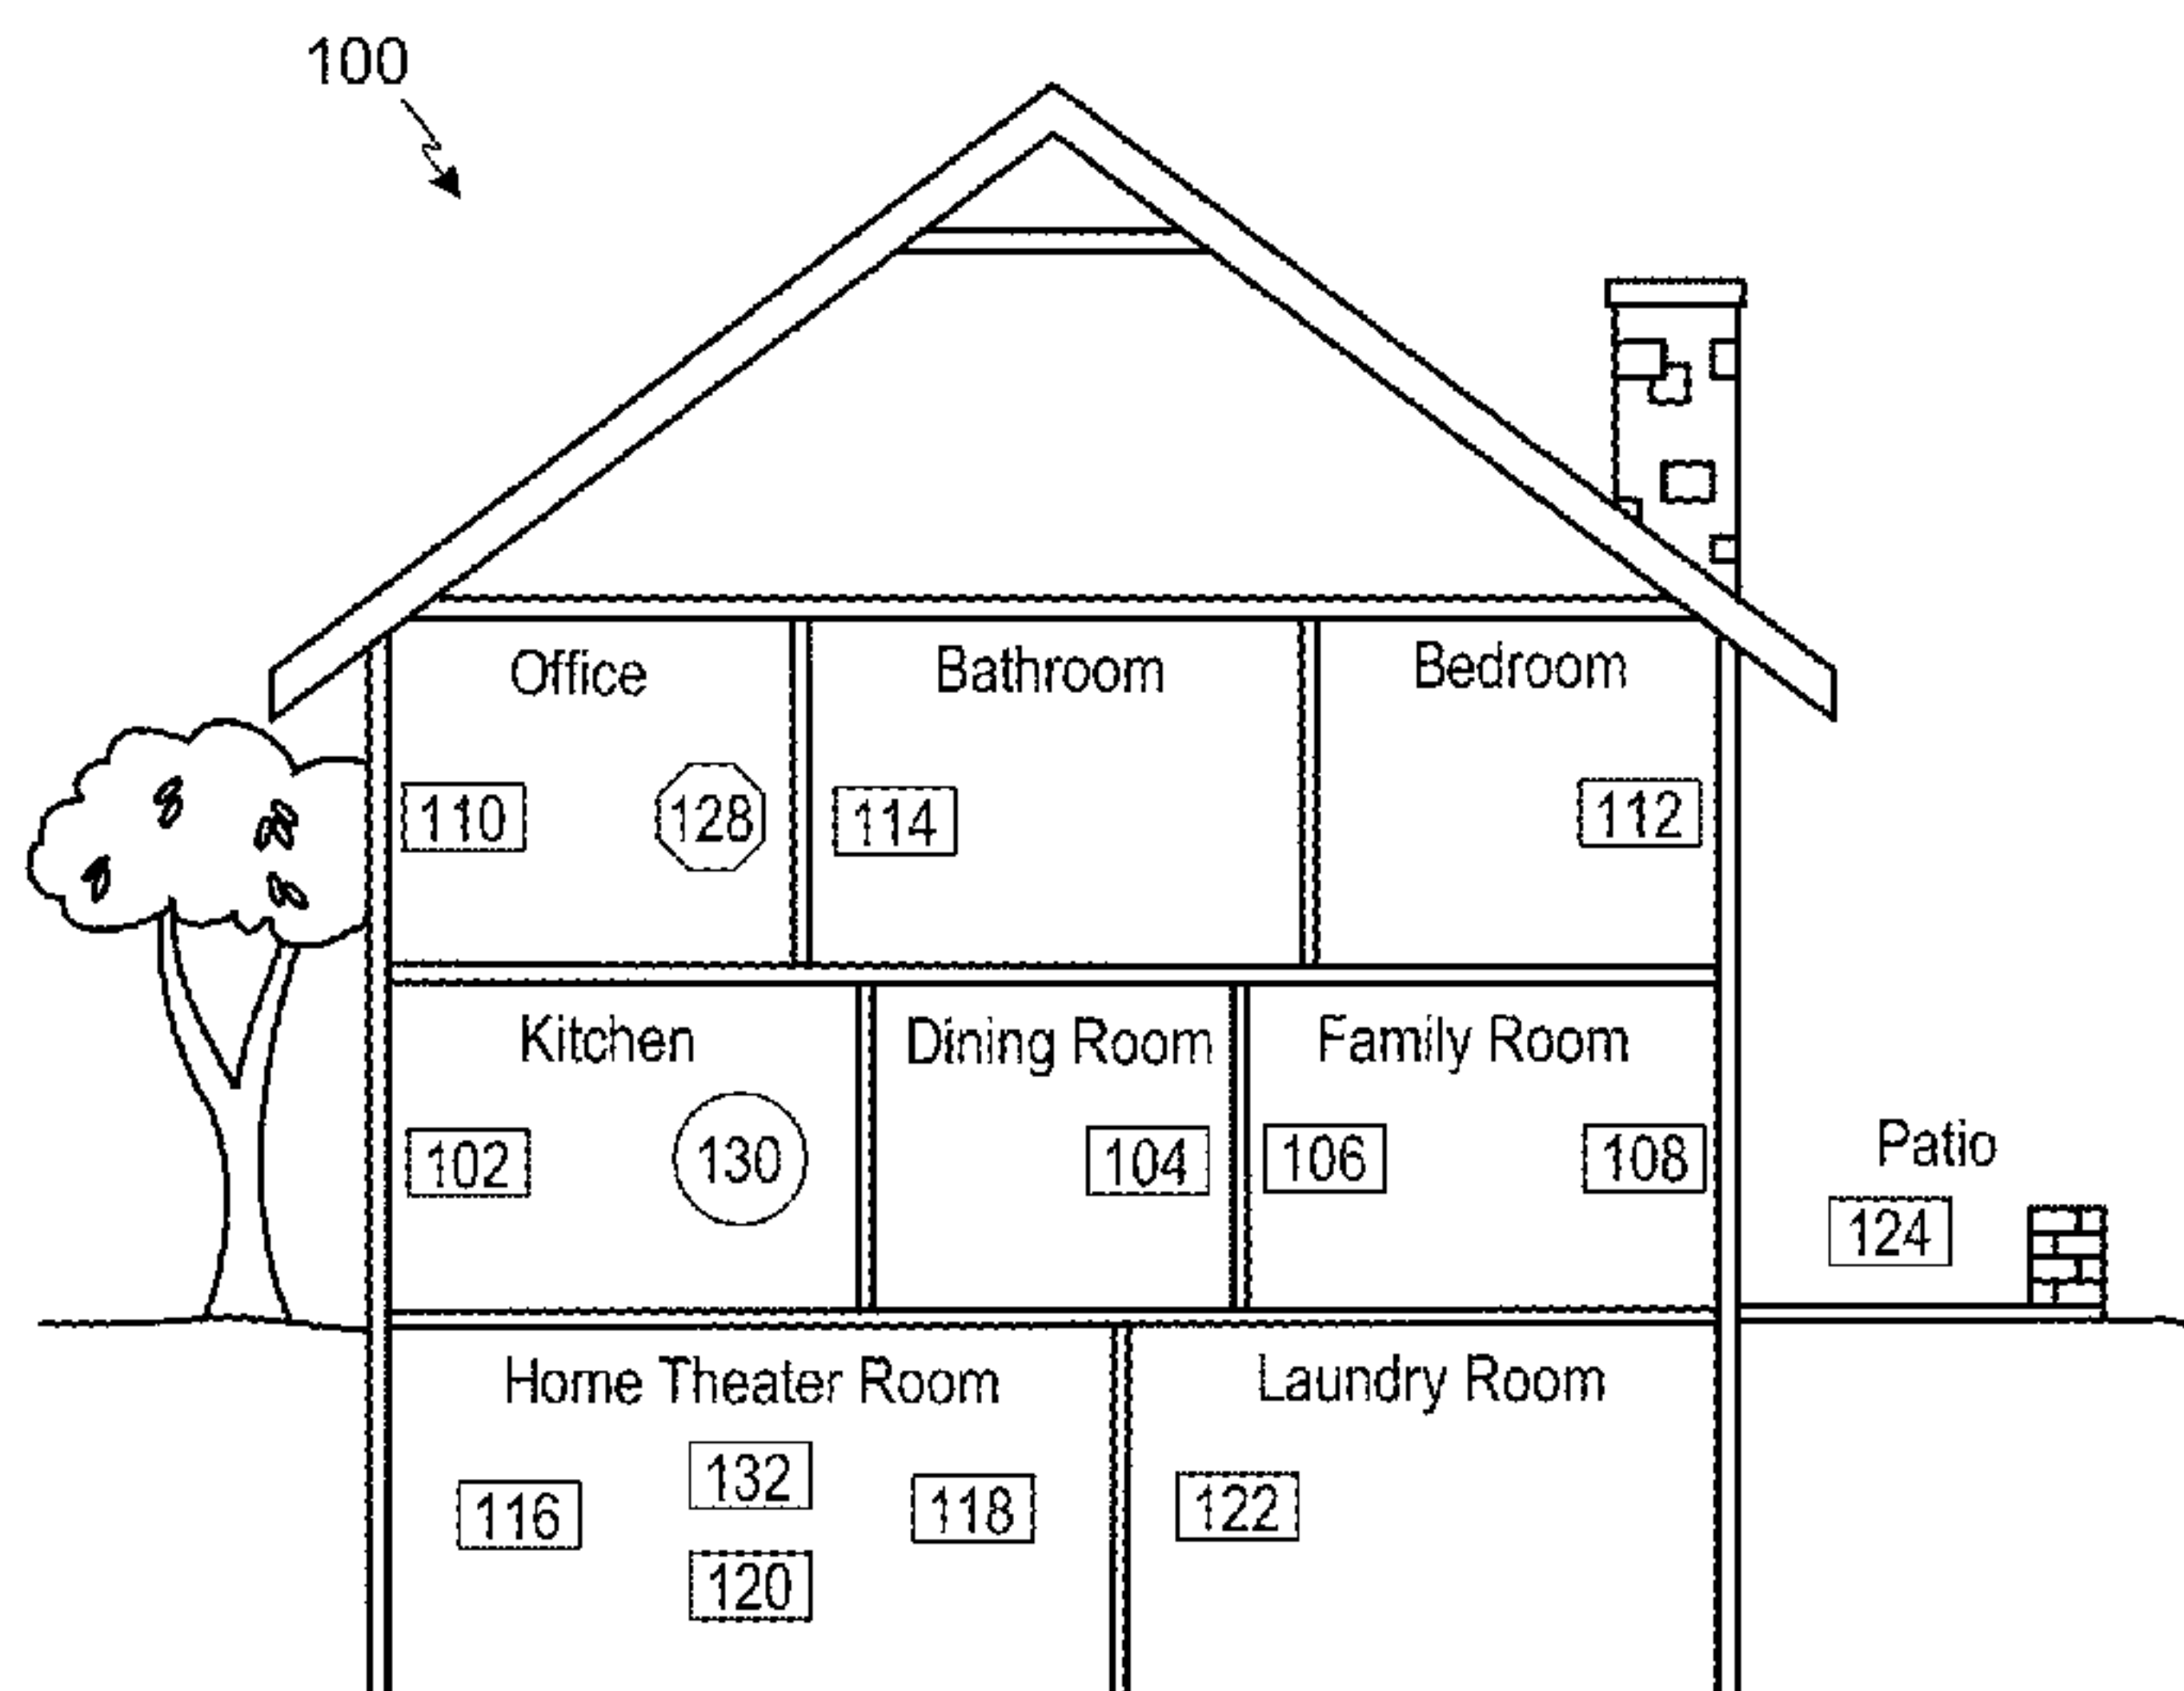 100
Office
Bathroom
Bedroom
110
128
114
112
Kitchen
Dining Room
Family Room
102
130
104
106
108
Patio
124
Home Theater Room
Laundry Room
116
132
118
122
120